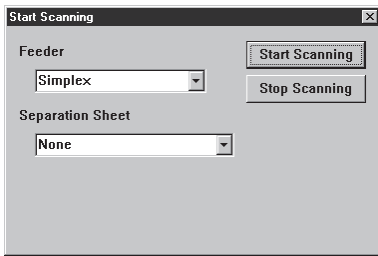 Start Scanning
Feeder
Start Scanning
Simplex
Stop Scanning
Separation Sheet
None